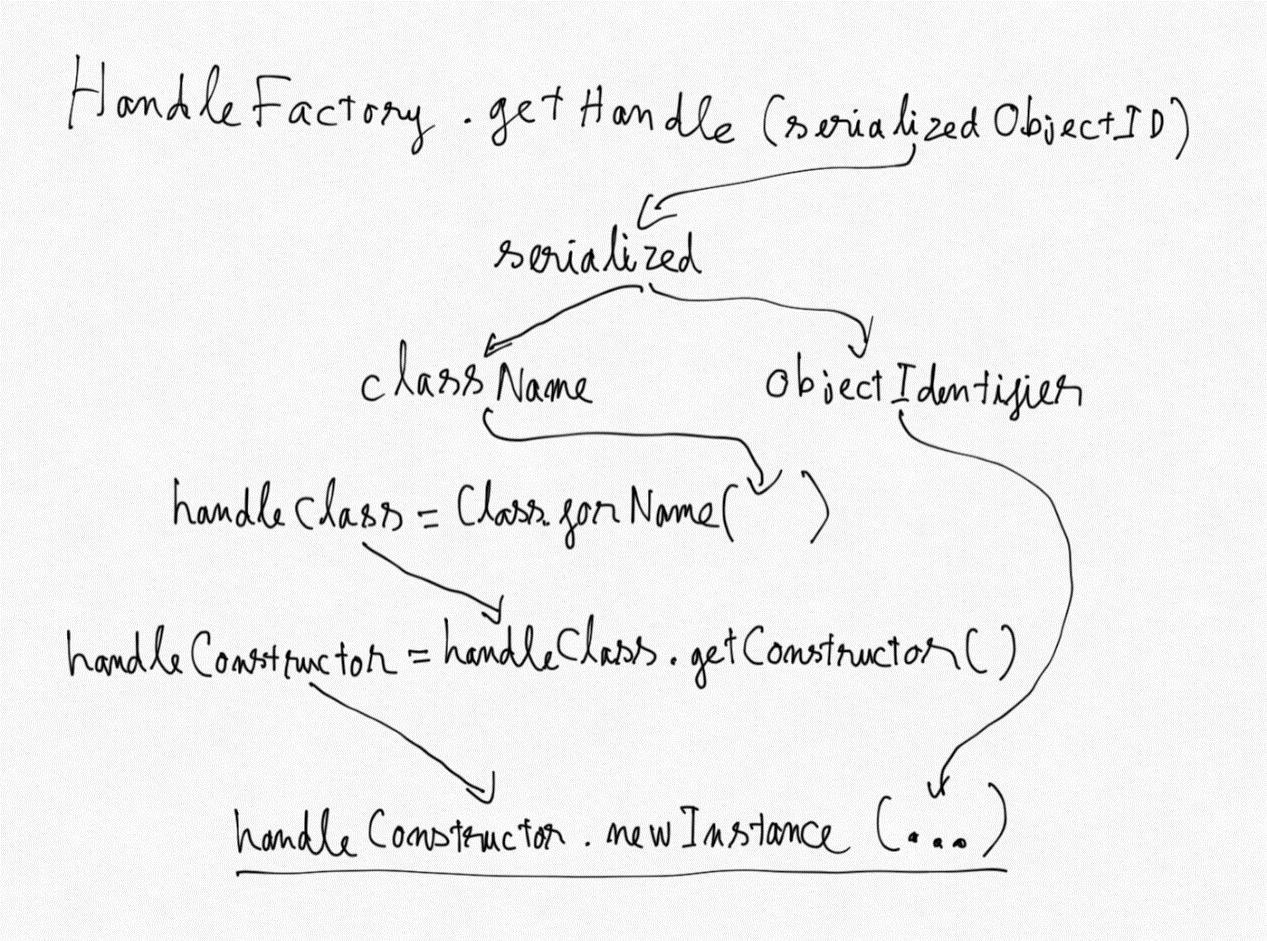 HandleFactory.getHandle(serializedObjectID)
serialized
className objectIdentifier
handleClass = Class.forName( )
handleConstructor = handleClass.getConstructor()
handleConstructor.newInstance(...)